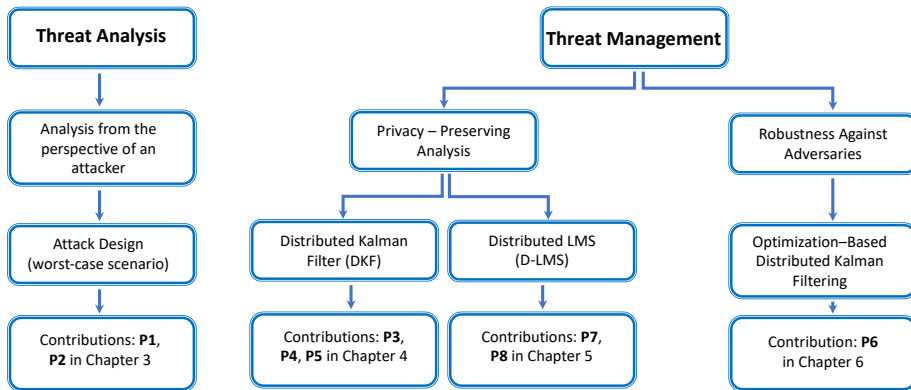 Threat Analysis
Analysis from the
perspective of an
attacker
Attack Design
(worst-case scenario)
Contributions: P1,
P2 in Chapter 3
Threat Management
Privacy – Preserving
Analysis
Distributed Kalman
Filter (DKF)
Contributions: P3,
P4, P5 in Chapter 4
Distributed LMS
(D-LMS)
Contributions: P7,
P8 in Chapter 5
Robustness Against
Adversaries
Optimization–Based
Distributed Kalman
Filtering
Contribution: P6
in Chapter 6